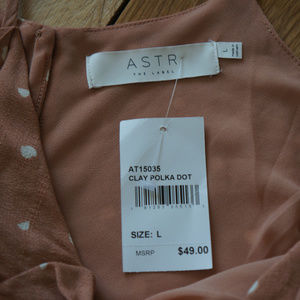 ASTR
THE LABEL
L
AT15035
CLAY POLKA DOT
SIZE: L
MSRP $49.00